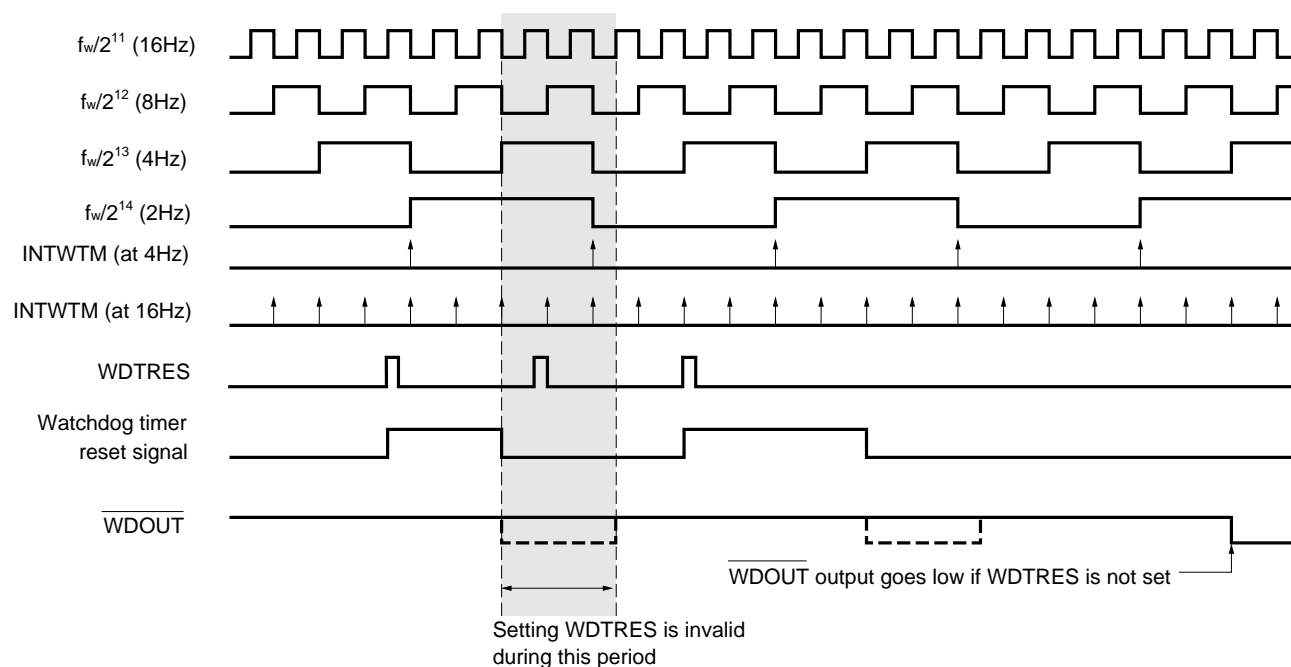 fw/2¹¹ (16Hz)
fw/2¹² (8Hz)
fw/2¹³ (4Hz)
fw/2¹⁴ (2Hz)
INTWTM (at 4Hz)
INTWTM (at 16Hz)
WDTRES
Watchdog timer
reset signal
WDOUT
WDOUT output goes low if WDTRES is not set
Setting WDTRES is invalid
during this period